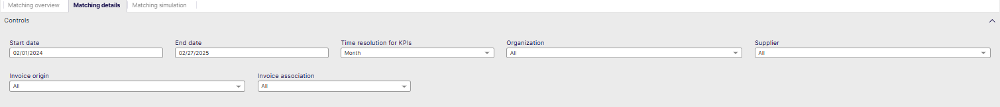 Matching overview Matching details Matching simulation
Controls
Start date End date Time resolution for KPIs Organization Supplier
02/01/2024 02/27/2025 Month All All
Invoice origin Invoice association
All All